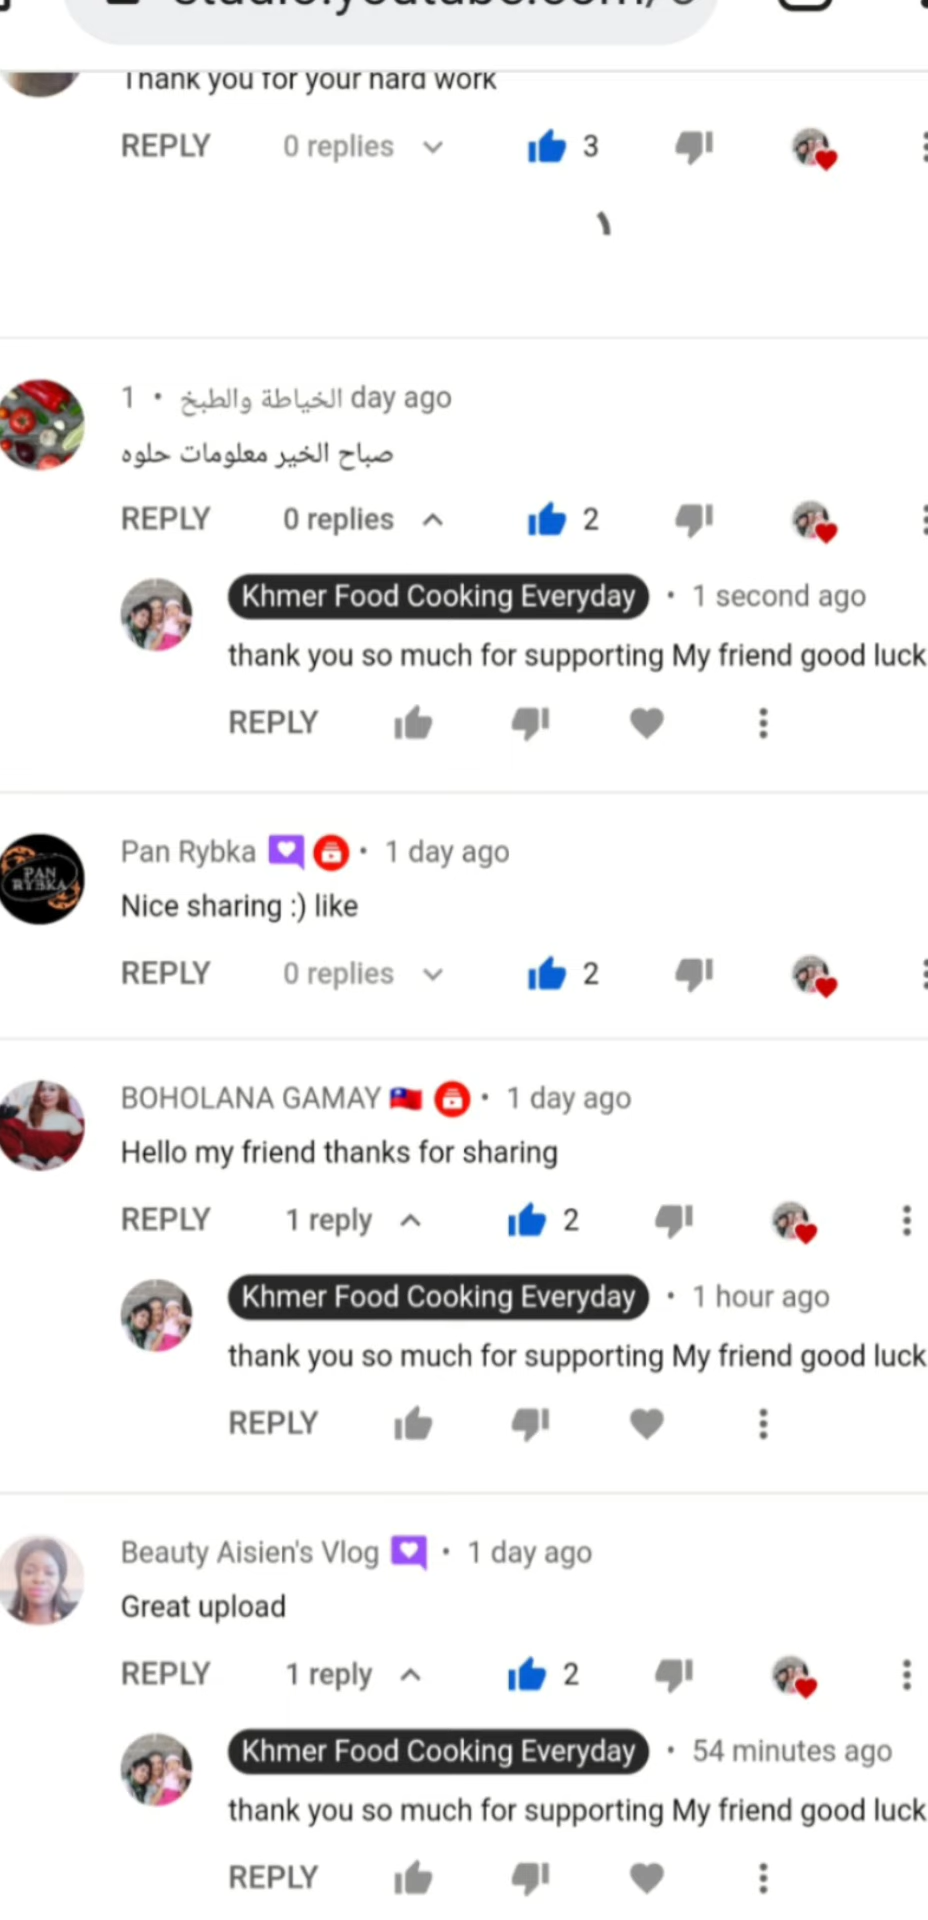 Thank you for your hard work
REPLY 0 replies 3
1 • الخياطة والطبخ day ago
صباح الخير معلومات حلوه
REPLY 0 replies 2
Khmer Food Cooking Everyday • 1 second ago
thank you so much for supporting My friend good luck
REPLY
PAN RYBKA
Pan Rybka • 1 day ago
Nice sharing :) like
REPLY 0 replies 2
BOHOLANA GAMAY 🇹🇼 • 1 day ago
Hello my friend thanks for sharing
REPLY 1 reply 2
Khmer Food Cooking Everyday • 1 hour ago
thank you so much for supporting My friend good luck
REPLY
Beauty Aisien's Vlog • 1 day ago
Great upload
REPLY 1 reply 2
Khmer Food Cooking Everyday • 54 minutes ago
thank you so much for supporting My friend good luck
REPLY